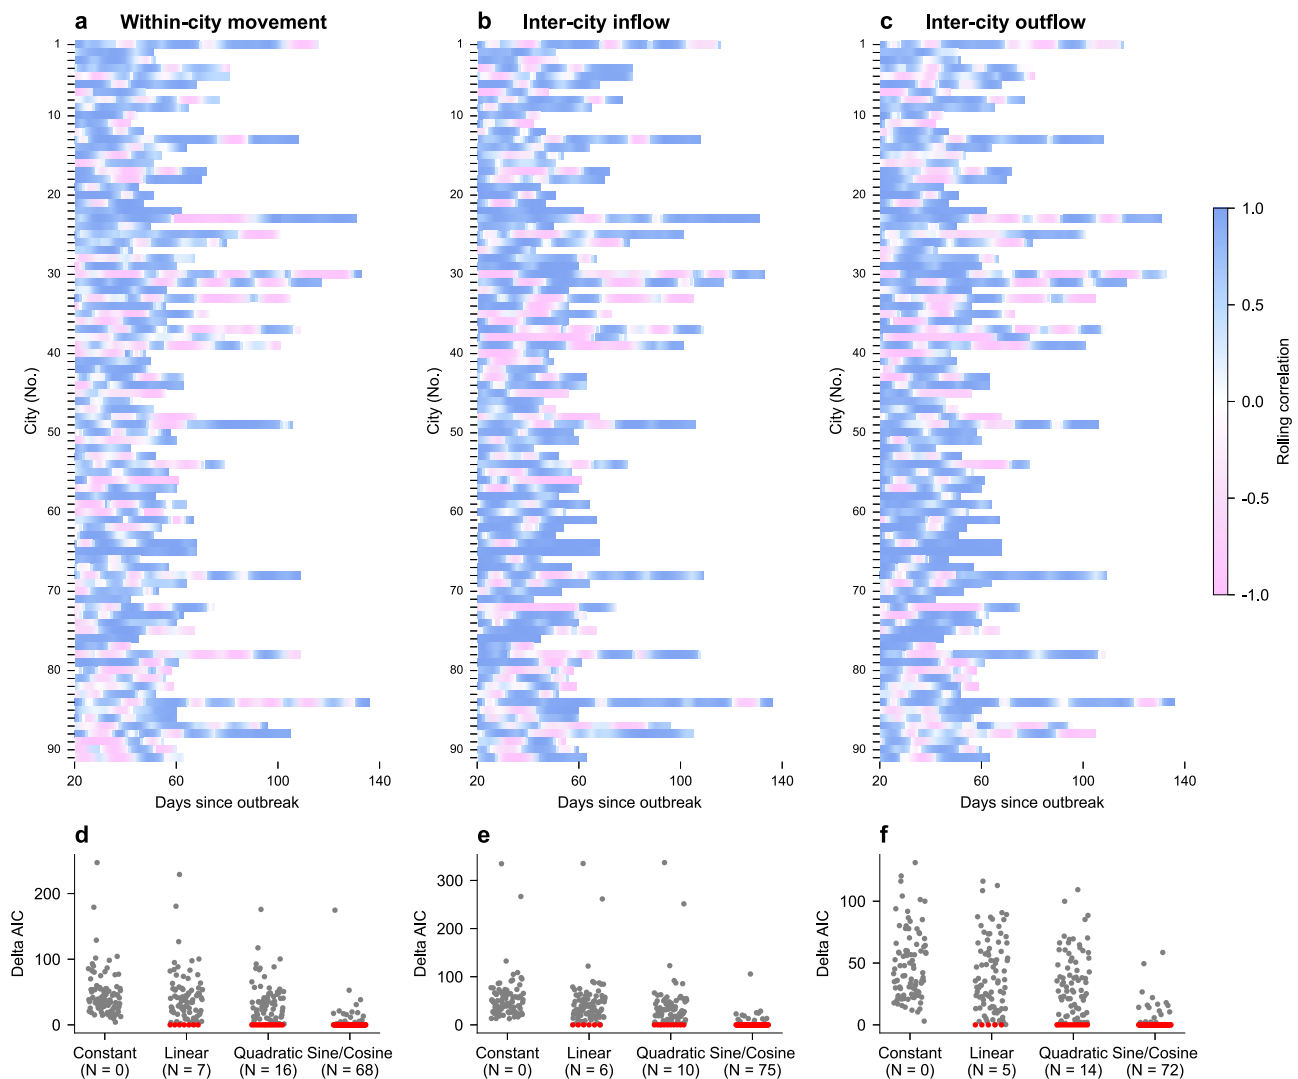 a Within-city movement
b Inter-city inflow
c Inter-city outflow
1
10
20
30
40
50
60
70
80
90
City (No.)
20 60 100 140
Days since outbreak
1
10
20
30
40
50
60
70
80
90
City (No.)
20 60 100 140
Days since outbreak
1
10
20
30
40
50
60
70
80
90
City (No.)
20 60 100 140
Days since outbreak
1.0
0.5
0.0
-0.5
-1.0
Rolling correlation
d
200
100
0
Delta AIC
Constant Linear Quadratic Sine/Cosine
(N = 0) (N = 7) (N = 16) (N = 68)
e
300
200
100
0
Delta AIC
Constant Linear Quadratic Sine/Cosine
(N = 0) (N = 6) (N = 10) (N = 75)
f
100
50
0
Delta AIC
Constant Linear Quadratic Sine/Cosine
(N = 0) (N = 5) (N = 14) (N = 72)